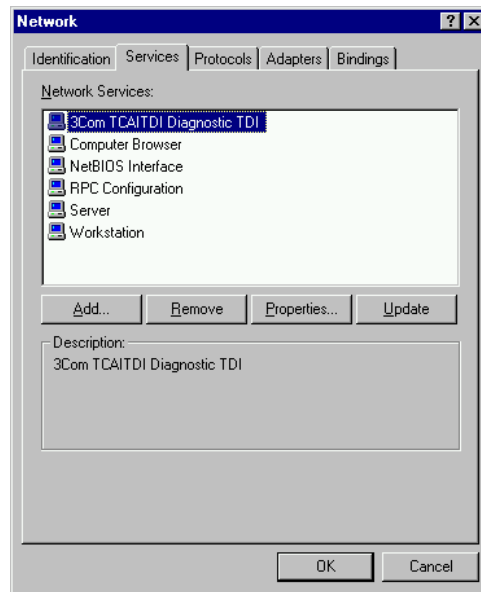 Network
Identification Services Protocols Adapters Bindings
Network Services:
3Com TCAITDI Diagnostic TDI
Computer Browser
NetBIOS Interface
RPC Configuration
Server
Workstation
Add... Remove Properties... Update
Description:
3Com TCAITDI Diagnostic TDI
OK Cancel